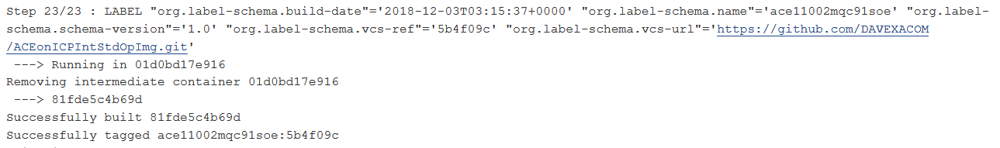 Step 23/23 : LABEL "org.label-schema.build-date"='2018-12-03T03:15:37+0000' "org.label-schema.name"='ace11002mqc91soe' "org.label-
schema.schema-version"='1.0' "org.label-schema.vcs-ref"='5b4f09c' "org.label-schema.vcs-url"='https://github.com/DAVEXACOM
/ACEonICPIntStdOpImg.git'
---> Running in 01d0bd17e916
Removing intermediate container 01d0bd17e916
---> 81fde5c4b69d
Successfully built 81fde5c4b69d
Successfully tagged ace11002mqc91soe:5b4f09c